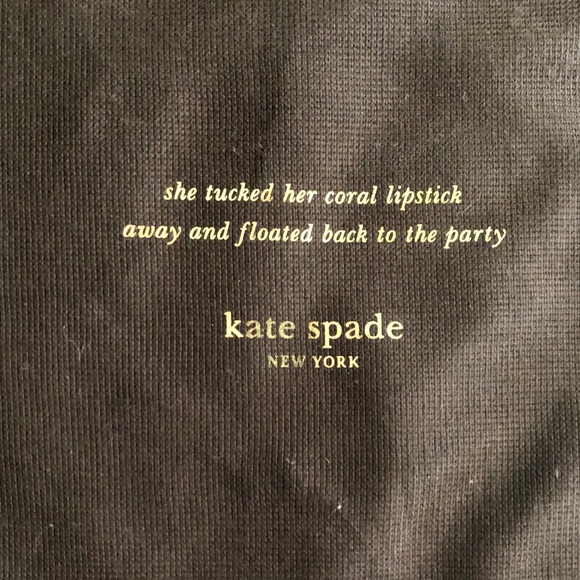 she tucked her coral lipstick
away and floated back to the party
kate spade
NEW YORK